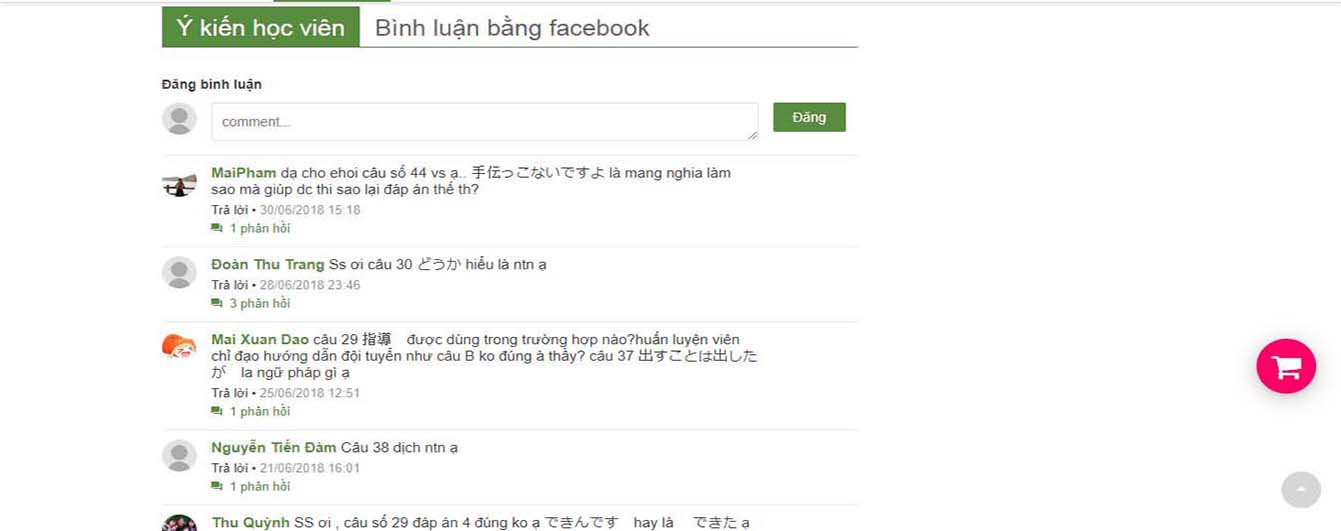 Ý kiến học viên Bình luận bằng facebook
Đăng bình luận
comment...
Đăng
MaiPham dạ cho ehoi câu số 44 vs ạ.. 手伝っこないですよ là mang nghia làm
sao mà giúp dc thi sao lại đáp án thế th?
Trả lời • 30/06/2018 15:18
1 phản hồi
Đoàn Thu Trang Ss ơi câu 30 どうか hiểu là ntn ạ
Trả lời • 28/06/2018 23:46
3 phản hồi
Mai Xuan Dao câu 29 指導　được dùng trong trường hợp nào?huấn luyện viên
chỉ đạo hướng dẫn đội tuyển như câu B ko đúng à thầy? câu 37 出すことは出した
が　la ngữ pháp gì ạ
Trả lời • 25/06/2018 12:51
1 phản hồi
Nguyễn Tiến Đàm Câu 38 dịch ntn ạ
Trả lời • 21/06/2018 16:01
1 phản hồi
Thu Quỳnh SS ơi , câu số 29 đáp án 4 đúng ko ạ できんです　hay là　できた ạ